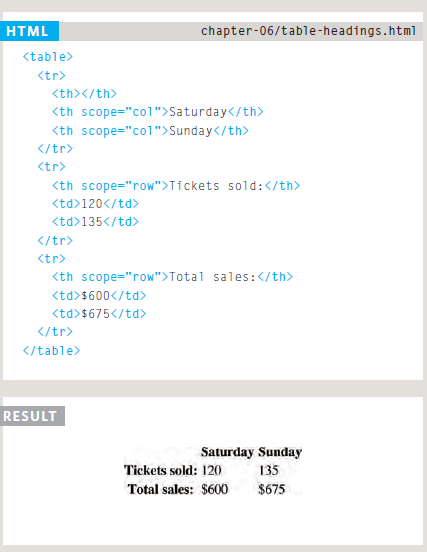 HTML chapter-06/table-headings.html
<table>
<tr>
<th></th>
<th scope="col">Saturday</th>
<th scope="col">Sunday</th>
</tr>
<tr>
<th scope="row">Tickets sold:</th>
<td>120</td>
<td>135</td>
</tr>
<tr>
<th scope="row">Total sales:</th>
<td>$600</td>
<td>$675</td>
</tr>
</table>
RESULT
Saturday Sunday
Tickets sold: 120 135
Total sales: $600 $675